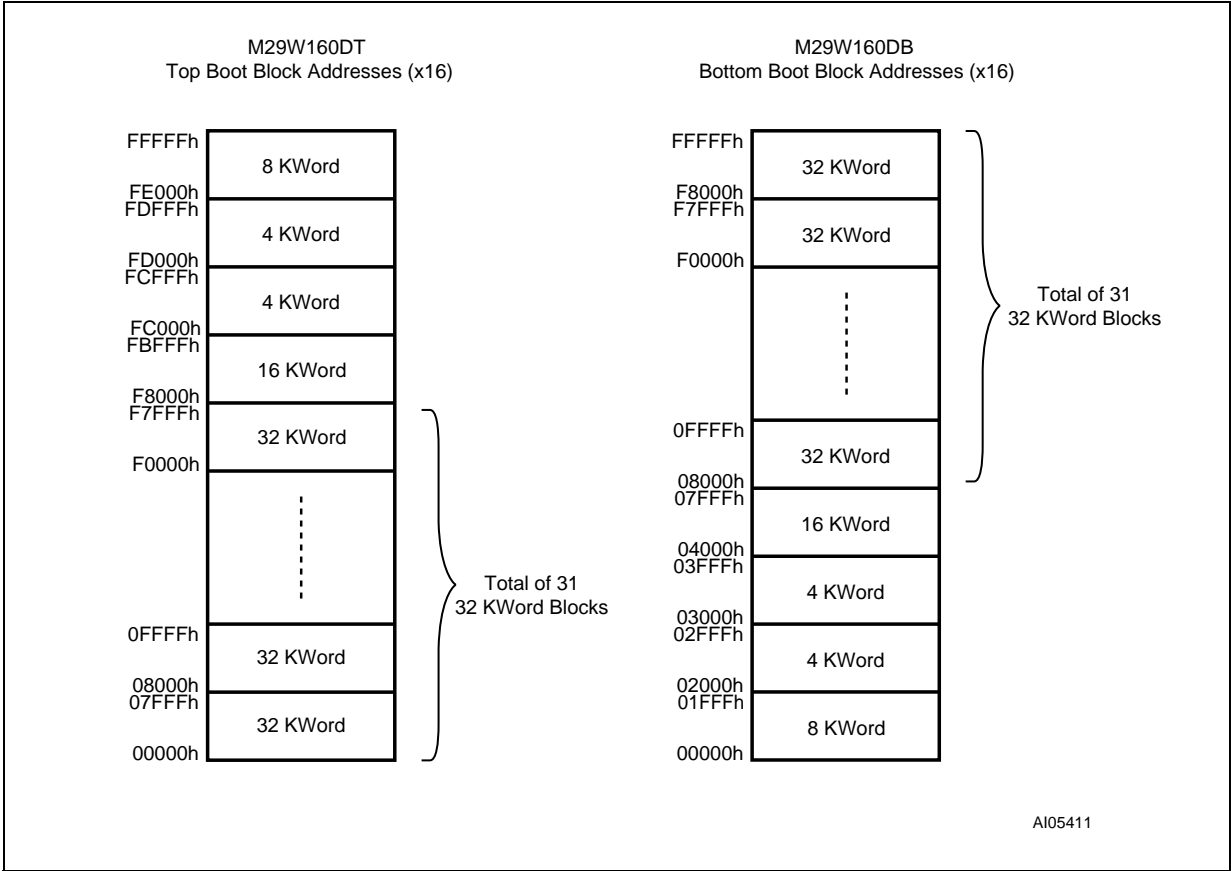 M29W160DT
Top Boot Block Addresses (x16)
FFFFFh
8 KWord
FE000h
FDFFFh
4 KWord
FD000h
FCFFFh
4 KWord
FC000h
FBFFFh
16 KWord
F8000h
F7FFFh
32 KWord
F0000h
Total of 31
32 KWord Blocks
0FFFFh
32 KWord
08000h
07FFFh
32 KWord
00000h
M29W160DB
Bottom Boot Block Addresses (x16)
FFFFFh
32 KWord
F8000h
F7FFFh
32 KWord
F0000h
Total of 31
32 KWord Blocks
0FFFFh
32 KWord
08000h
07FFFh
16 KWord
04000h
03FFFh
4 KWord
03000h
02FFFh
4 KWord
02000h
01FFFh
8 KWord
00000h
AI05411